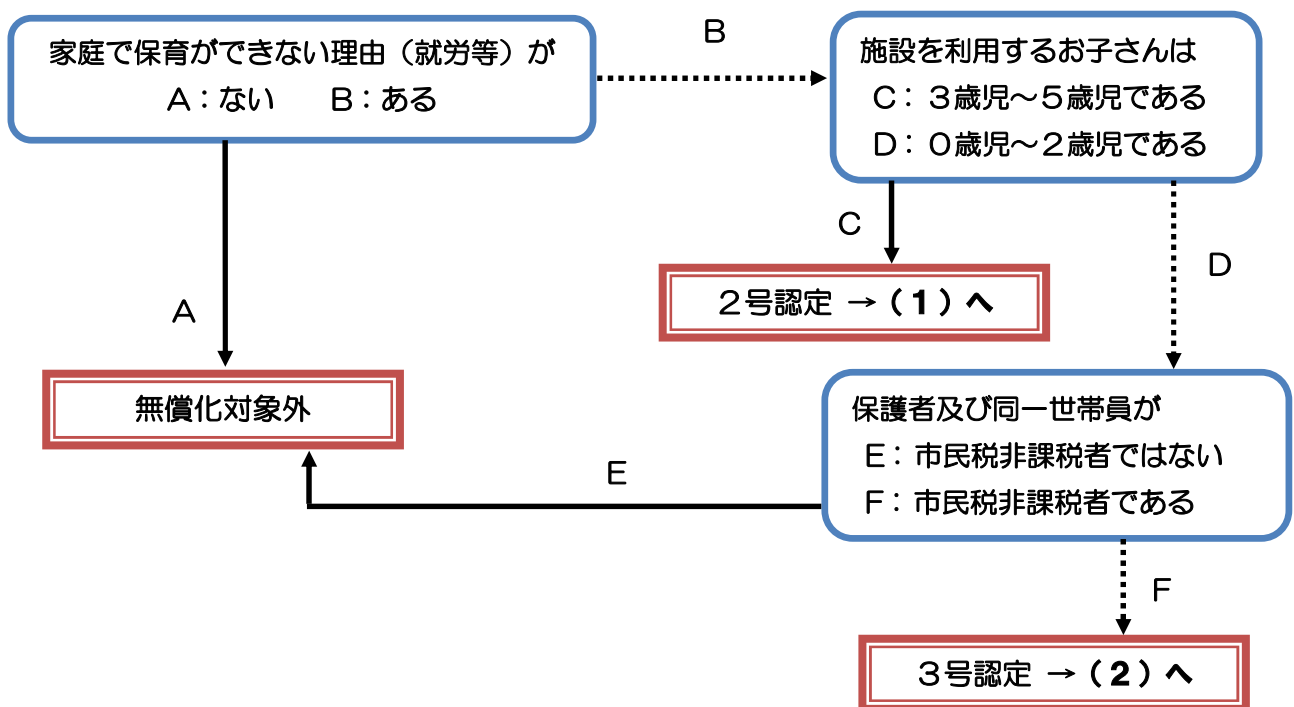 家庭で保育ができない理由（就労等）が
A：ない　　B：ある
B
施設を利用するお子さんは
C：３歳児～５歳児である
D：０歳児～２歳児である
C
D
２号認定 →（１）へ
A
無償化対象外
保護者及び同一世帯員が
E：市民税非課税者ではない
F：市民税非課税者である
E
F
３号認定 →（２）へ